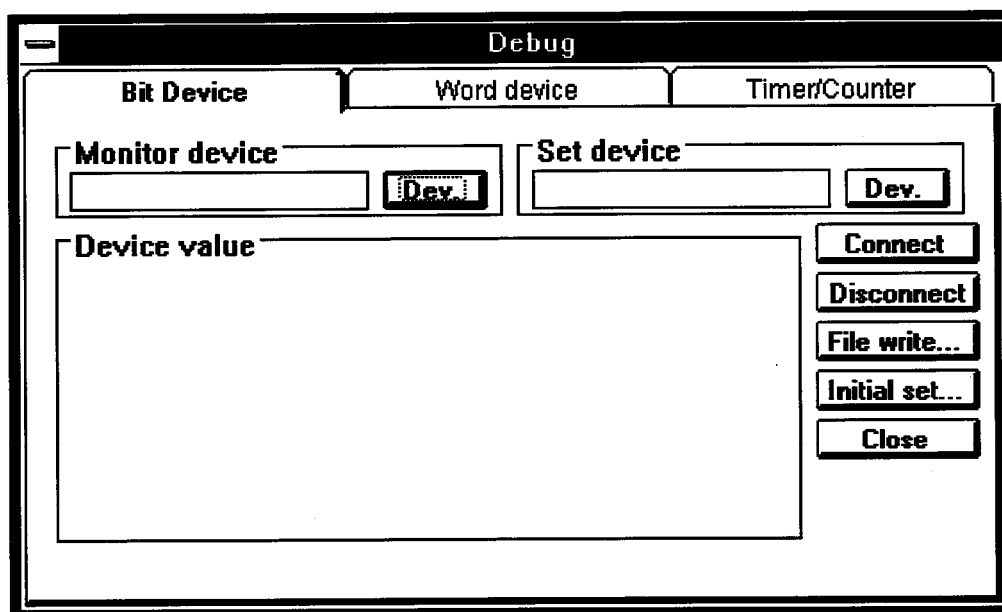 Debug
Bit Device
Word device
Timer/Counter
Monitor device
Dev.
Set device
Dev.
Device value
Connect
Disconnect
File write...
Initial set...
Close